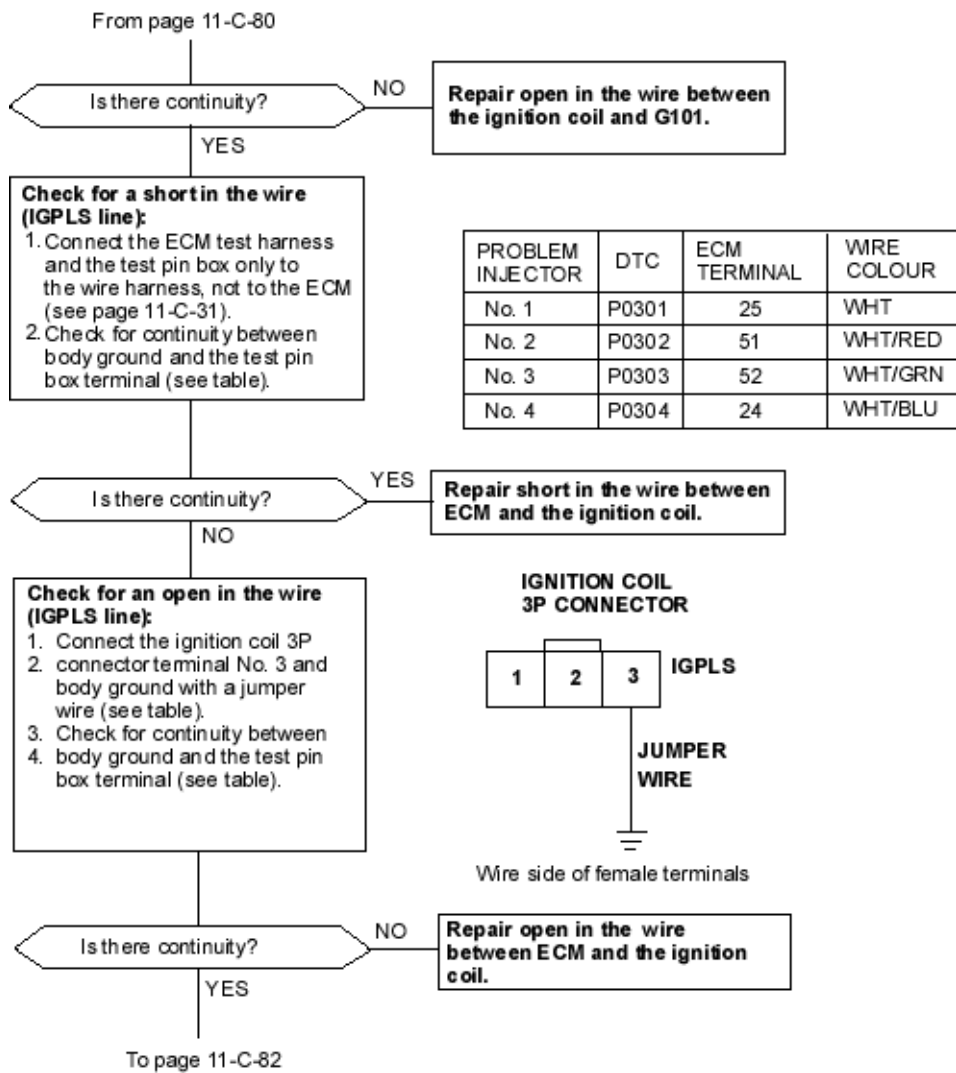 From page 11-C-80
Is there continuity?
NO
Repair open in the wire between
the ignition coil and G101.
YES
Check for a short in the wire
(IGPLS line):
1. Connect the ECM test harness
and the test pin box only to
the wire harness, not to the ECM
(see page 11-C-31).
2. Check for continuity between
body ground and the test pin
box terminal (see table).
PROBLEM INJECTOR DTC ECM TERMINAL WIRE COLOUR
No. 1 P0301 25 WHT
No. 2 P0302 51 WHT/RED
No. 3 P0303 52 WHT/GRN
No. 4 P0304 24 WHT/BLU
Is there continuity?
YES
Repair short in the wire between
ECM and the ignition coil.
NO
Check for an open in the wire
(IGPLS line):
1. Connect the ignition coil 3P
2. connector terminal No. 3 and
body ground with a jumper
wire (see table).
3. Check for continuity between
4. body ground and the test pin
box terminal (see table).
IGNITION COIL
3P CONNECTOR
1 2 3 IGPLS
JUMPER
WIRE
Wire side of female terminals
Is there continuity?
NO
Repair open in the wire
between ECM and the ignition
coil.
YES
To page 11-C-82